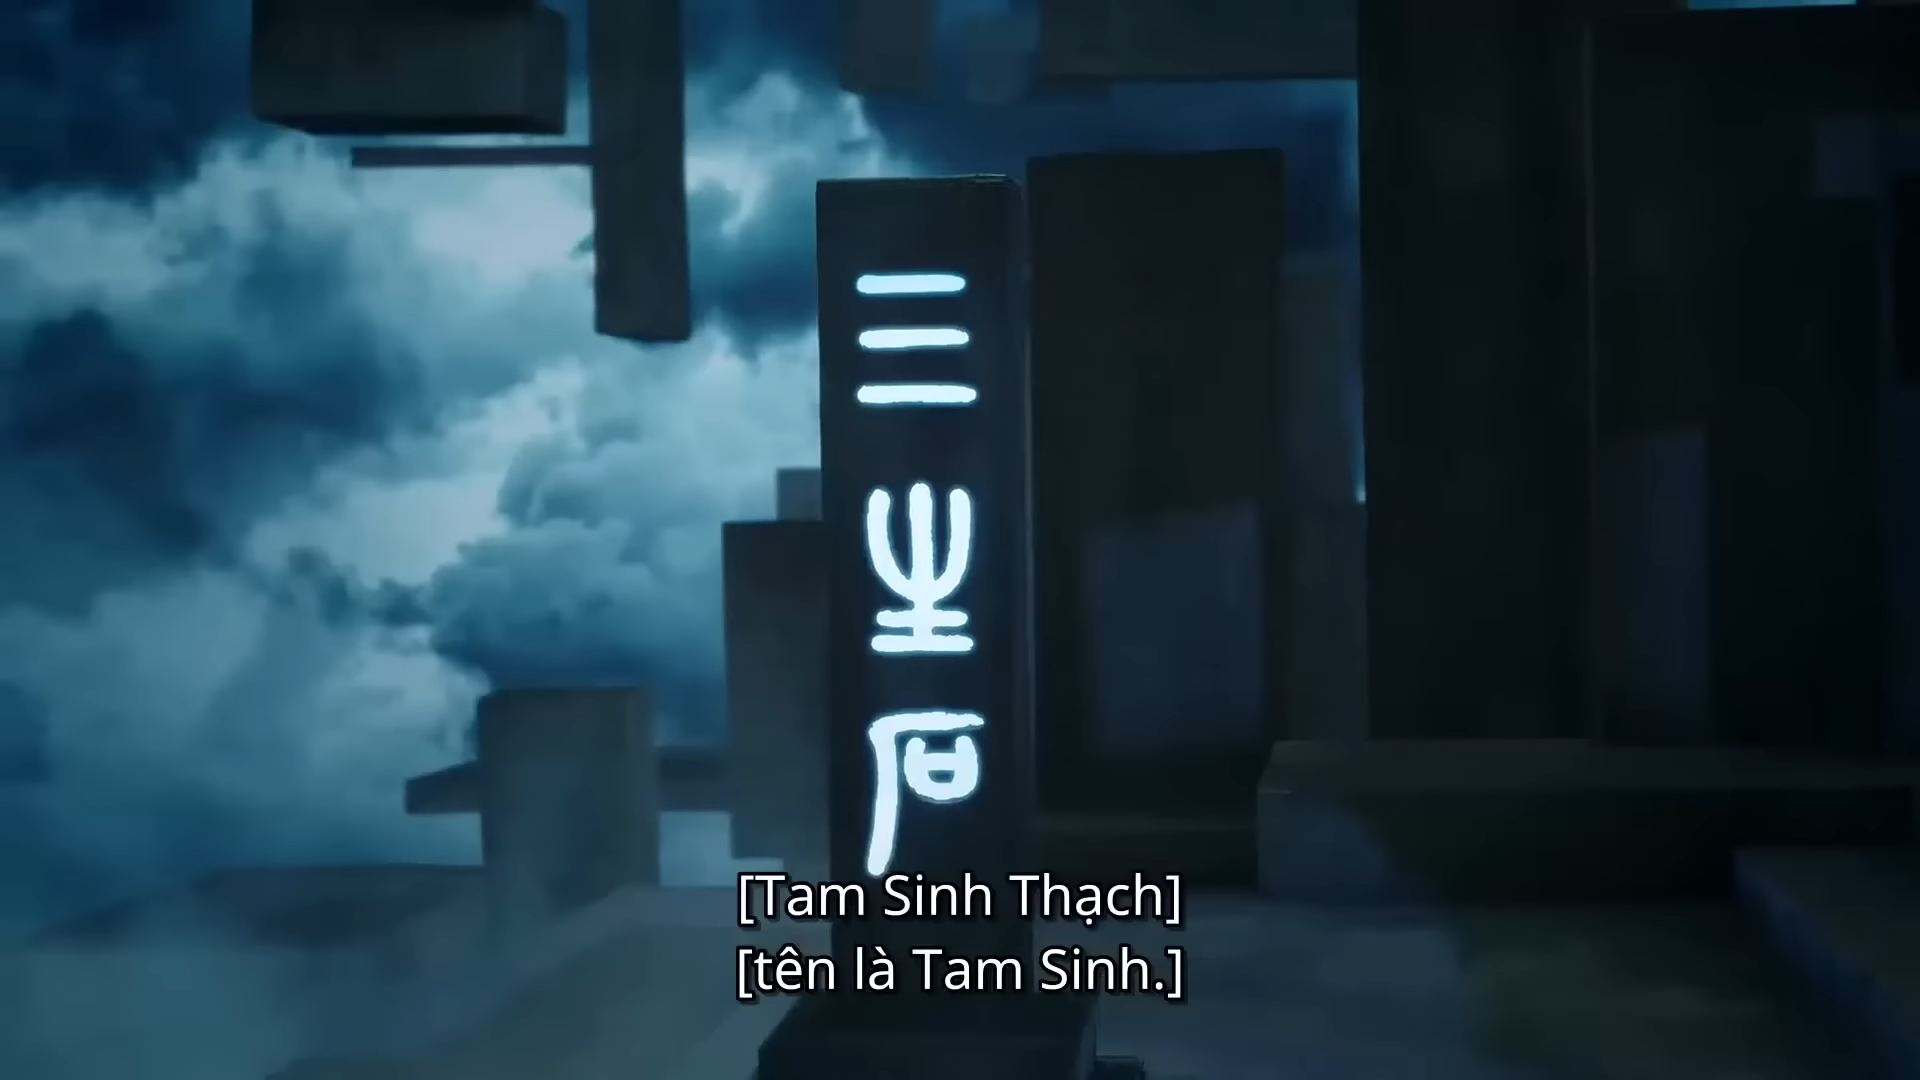 三
生
石
[Tam Sinh Thạch]
[tên là Tam Sinh.]